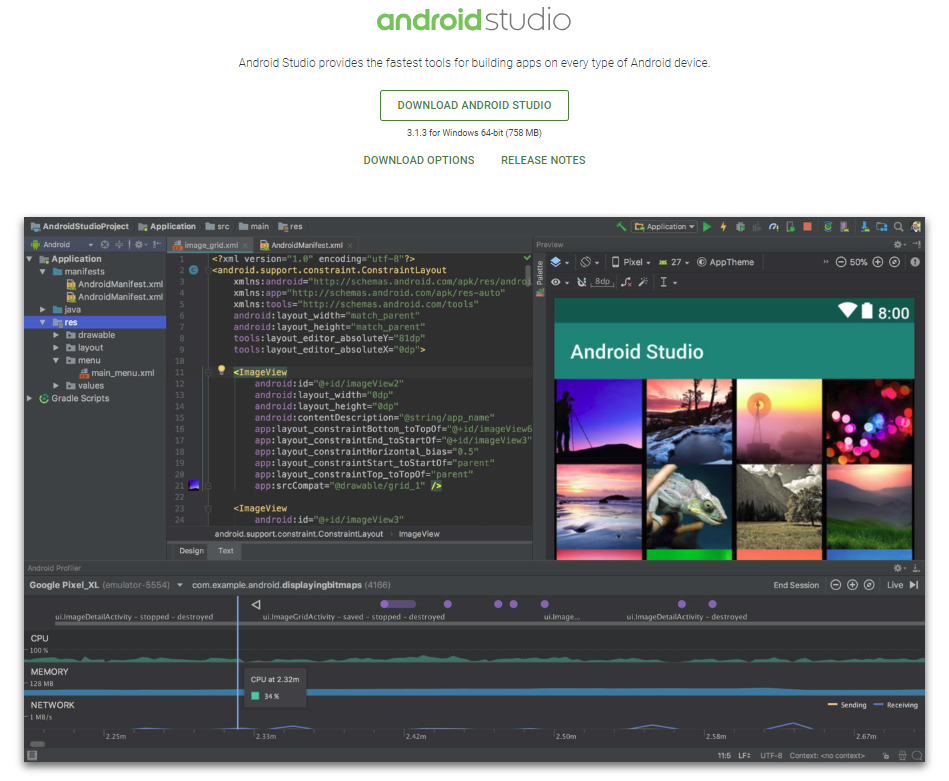 androidstudio
Android Studio provides the fastest tools for building apps on every type of Android device.
DOWNLOAD ANDROID STUDIO
3.1.3 for Windows 64-bit (758 MB)
DOWNLOAD OPTIONS RELEASE NOTES
AndroidStudioProject Application src main res Application
Android image_grid.xml AndroidManifest.xml Preview
Application
manifests
AndroidManifest.xml
AndroidManifest.xml
java
res
drawable
layout
menu
main_menu.xml
values
Gradle Scripts
1 <?xml version="1.0" encoding="utf-8"?>
2 <android.support.constraint.ConstraintLayout
3 xmlns:android="http://schemas.android.com/apk/res/andro
4 xmlns:app="http://schemas.android.com/apk/res-auto"
5 xmlns:tools="http://schemas.android.com/tools"
6 android:layout_width="match_parent"
7 android:layout_height="match_parent"
8 tools:layout_editor_absoluteY="81dp"
9 tools:layout_editor_absoluteX="0dp">
10
11 <ImageView
12 android:id="@+id/imageView2"
13 android:layout_width="0dp"
14 android:layout_height="0dp"
15 android:contentDescription="@string/app_name"
16 app:layout_constraintBottom_toTopOf="@+id/imageView6
17 app:layout_constraintEnd_toStartOf="@+id/imageView3"
18 app:layout_constraintHorizontal_bias="0.5"
19 app:layout_constraintStart_toStartOf="parent"
20 app:layout_constraintTop_toTopOf="parent"
21 app:srcCompat="@drawable/grid_1" />
22
23 <ImageView
24 android:id="@+id/imageView3"
android.support.constraint.ConstraintLayout › ImageView
Design Text
Palette
Pixel 27 AppTheme » 50%
8dp
8:00
Android Studio
Android Profiler
Google Pixel_XL (emulator-5554) com.example.android.displayingbitmaps (4166) End Session Live
ui.ImageDetailActivity – stopped – destroyed ui.ImageGridActivity – saved – stopped – destroyed ui.Image... ui.ImageDetailActivity – destroyed
CPU
100 %
MEMORY
128 MB
CPU at 2.32m
34 %
NETWORK Sending Receiving
1 MB/s
2.25m 2.33m 2.42m 2.50m 2.58m 2.67m
11:5 LF÷ UTF-8 Context: <no context>